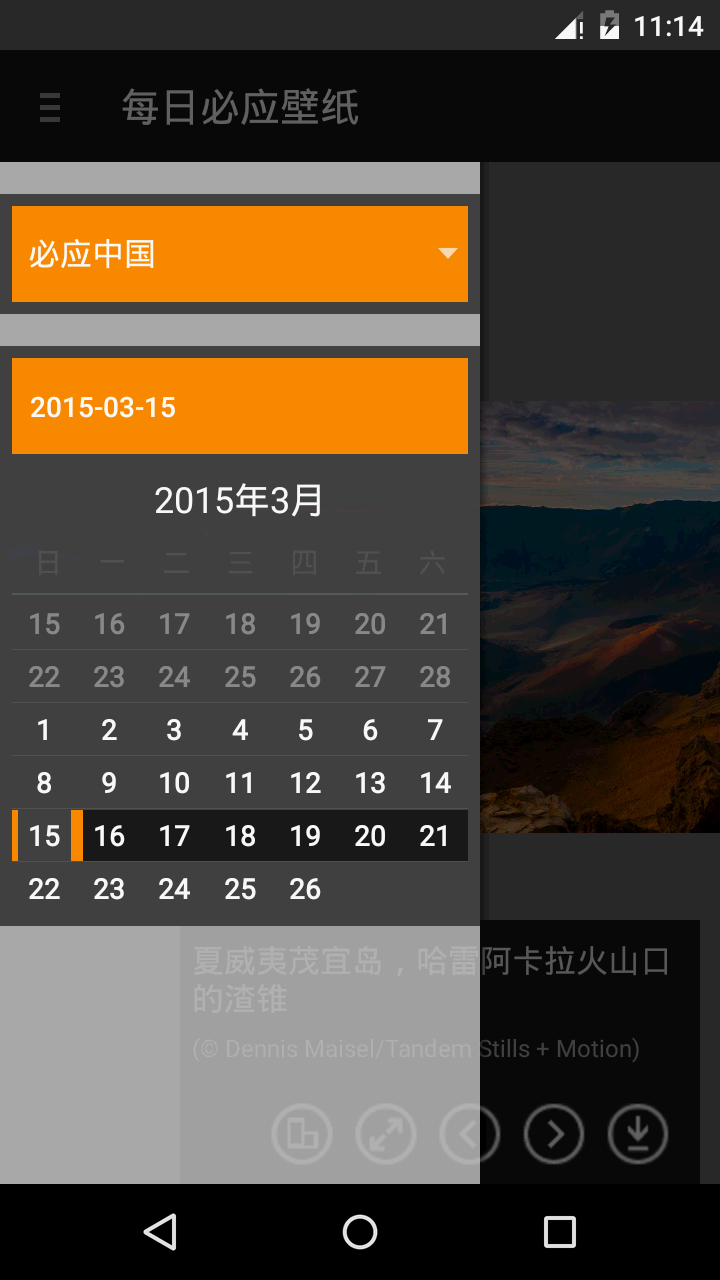 11:14
每日必应壁纸
必应中国
2015-03-15
2015年3月
日 一 二 三 四 五 六
15 16 17 18 19 20 21
22 23 24 25 26 27 28
1 2 3 4 5 6 7
8 9 10 11 12 13 14
15 16 17 18 19 20 21
22 23 24 25 26
夏威夷茂宜岛，哈雷阿卡拉火山口
的渣锥
(© Dennis Maisel/Tandem Stills + Motion)